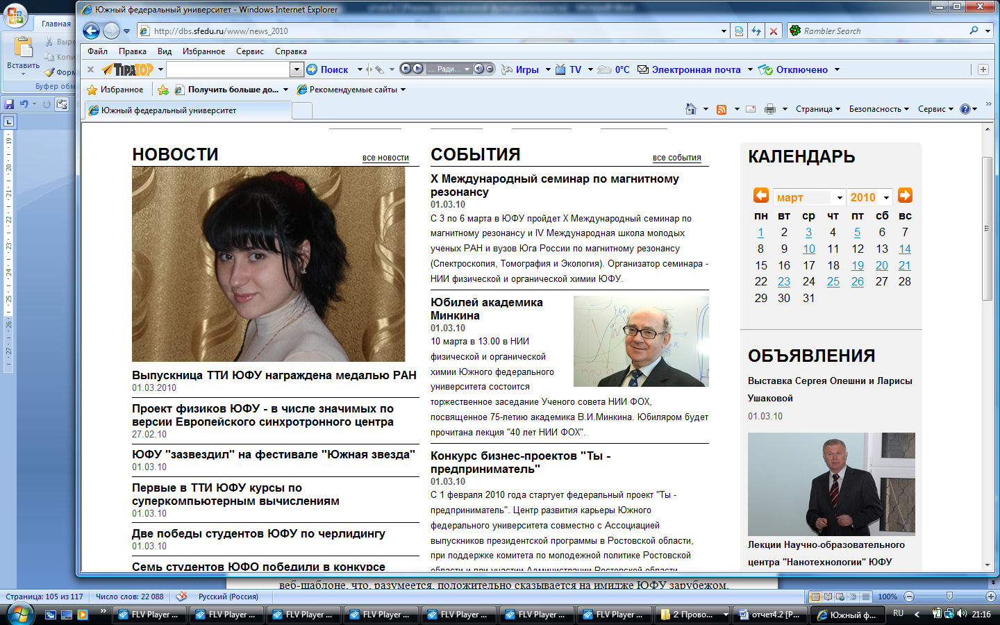 Южный федеральный университет - Windows Internet Explorer
Главная
http://dbs.sfedu.ru/www/news_2010
Rambler Search
Файл Правка Вид Избранное Сервис Справка
Вставить
Выре
Копи
Форм
Буфер обм
TIРАТОР
Поиск
..... Ради...
Игры
TV
0°C
Электронная почта
Отключено
Избранное
Получить больше до...
Рекомендуемые сайты
Южный федеральный университет
Страница Безопасность Сервис
НОВОСТИ
все новости
Выпускница ТТИ ЮФУ награждена медалью РАН
01.03.2010
Проект физиков ЮФУ - в числе значимых по
версии Европейского синхротронного центра
27.02.10
ЮФУ "зазвездил" на фестивале "Южная звезда"
01.03.10
Первые в ТТИ ЮФУ курсы по
суперкомпьютерным вычислениям
01.03.10
Две победы студентов ЮФУ по черлидингу
01.03.10
Семь студентов ЮФО победили в конкурсе
СОБЫТИЯ
все события
X Международный семинар по магнитному
резонансу
01.03.10
С 3 по 6 марта в ЮФУ пройдет X Международный семинар по
магнитному резонансу и IV Международная школа молодых
ученых РАН и вузов Юга России по магнитному резонансу
(Спектроскопия, Томография и Экология). Организатор семинара -
НИИ физической и органической химии ЮФУ.
Юбилей академика
Минкина
01.03.10
10 марта в 13.00 в НИИ
физической и органической
химии Южного федерального
университета состоится
торжественное заседание Ученого совета НИИ ФОХ,
посвященное 75-летию академика В.И.Минкина. Юбиляром будет
прочитана лекция "40 лет НИИ ФОХ".
Конкурс бизнес-проектов "Ты -
предприниматель"
01.03.10
С 1 февраля 2010 года стартует федеральный проект "Ты -
предприниматель". Центр развития карьеры Южного
федерального университета совместно с Ассоциацией
выпускников президентской программы в Ростовской области,
при поддержке комитета по молодежной политике Ростовской
области и при участии Администрации Ростовской области
КАЛЕНДАРЬ
март 2010
пн вт ср чт пт сб вс
1 2 3 4 5 6 7
8 9 10 11 12 13 14
15 16 17 18 19 20 21
22 23 24 25 26 27 28
29 30 31
ОБЪЯВЛЕНИЯ
Выставка Сергея Олешни и Ларисы
Ушаковой
01.03.10
Лекции Научно-образовательного
центра "Нанотехнологии" ЮФУ
веб-шаблоне, что, разумеется, положительно сказывается на имидже ЮФУ зарубежом.
Страница: 105 из 117 Число слов: 22 088 Русский (Россия) 100%
FLV Player ... FLV Player ... FLV Player ... FLV Player ... FLV Player ... FLV Player ... FLV Player ... 2 Прово... отчет4.2 [Р... Южный ф... RU 21:16